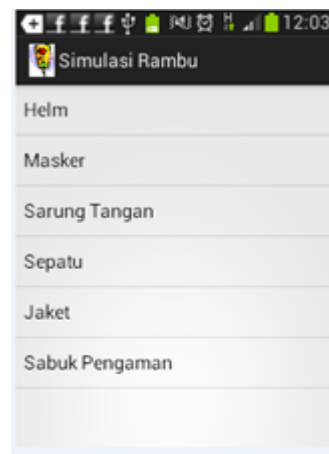 12:03
Simulasi Rambu
Helm
Masker
Sarung Tangan
Sepatu
Jaket
Sabuk Pengaman